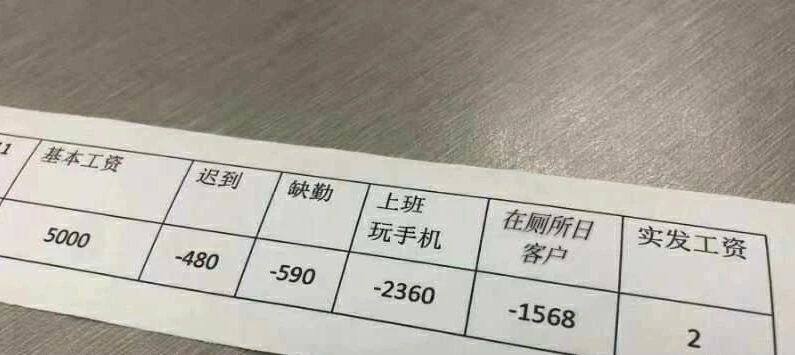 基本工资
迟到
缺勤
上班
玩手机
在厕所日
客户
实发工资
5000
-480
-590
-2360
-1568
2